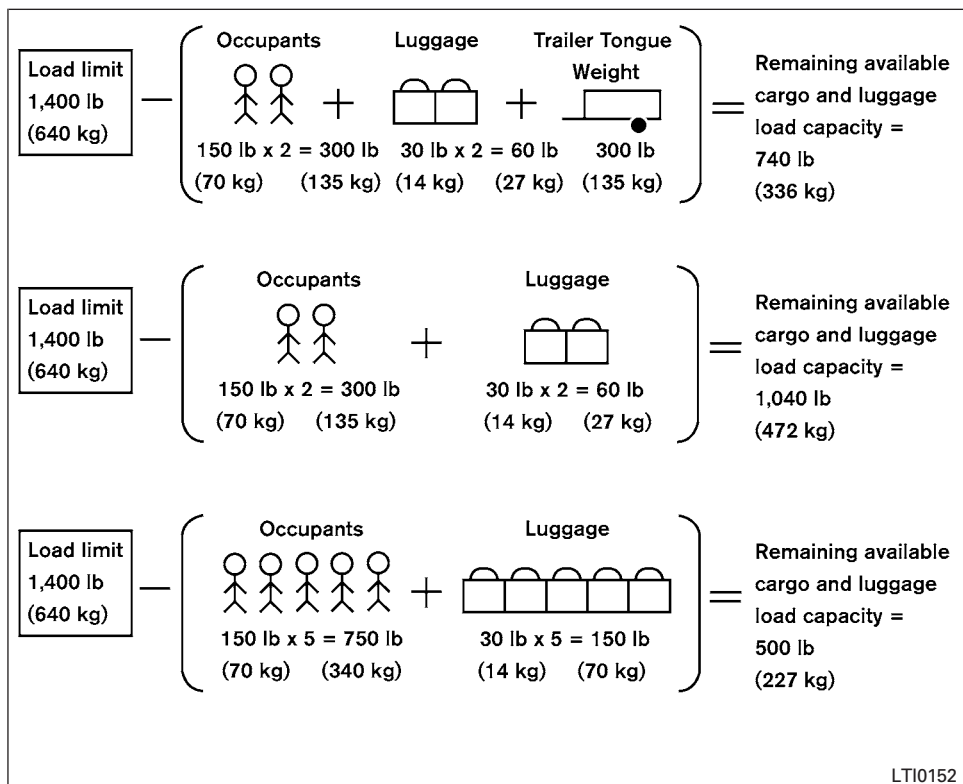 Occupants Luggage Trailer Tongue Weight
Load limit
1,400 lb
(640 kg)
150 lb x 2 = 300 lb 30 lb x 2 = 60 lb 300 lb
(70 kg) (135 kg) (14 kg) (27 kg) (135 kg)
Remaining available
cargo and luggage
load capacity =
740 lb
(336 kg)
Occupants Luggage
Load limit
1,400 lb
(640 kg)
150 lb x 2 = 300 lb 30 lb x 2 = 60 lb
(70 kg) (135 kg) (14 kg) (27 kg)
Remaining available
cargo and luggage
load capacity =
1,040 lb
(472 kg)
Occupants Luggage
Load limit
1,400 lb
(640 kg)
150 lb x 5 = 750 lb 30 lb x 5 = 150 lb
(70 kg) (340 kg) (14 kg) (70 kg)
Remaining available
cargo and luggage
load capacity =
500 lb
(227 kg)
LTI0152